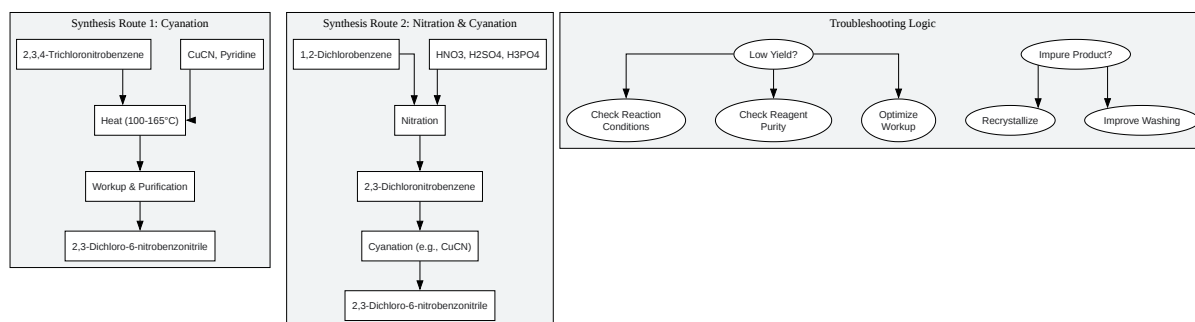 Synthesis Route 1: Cyanation
2,3,4-Trichloronitrobenzene
CuCN, Pyridine
Heat (100-165°C)
Workup & Purification
2,3-Dichloro-6-nitrobenzonitrile
Synthesis Route 2: Nitration & Cyanation
1,2-Dichlorobenzene
HNO3, H2SO4, H3PO4
Nitration
2,3-Dichloronitrobenzene
Cyanation (e.g., CuCN)
2,3-Dichloro-6-nitrobenzonitrile
Troubleshooting Logic
Low Yield?
Check Reaction
Conditions
Check Reagent
Purity
Optimize
Workup
Impure Product?
Recrystallize
Improve Washing